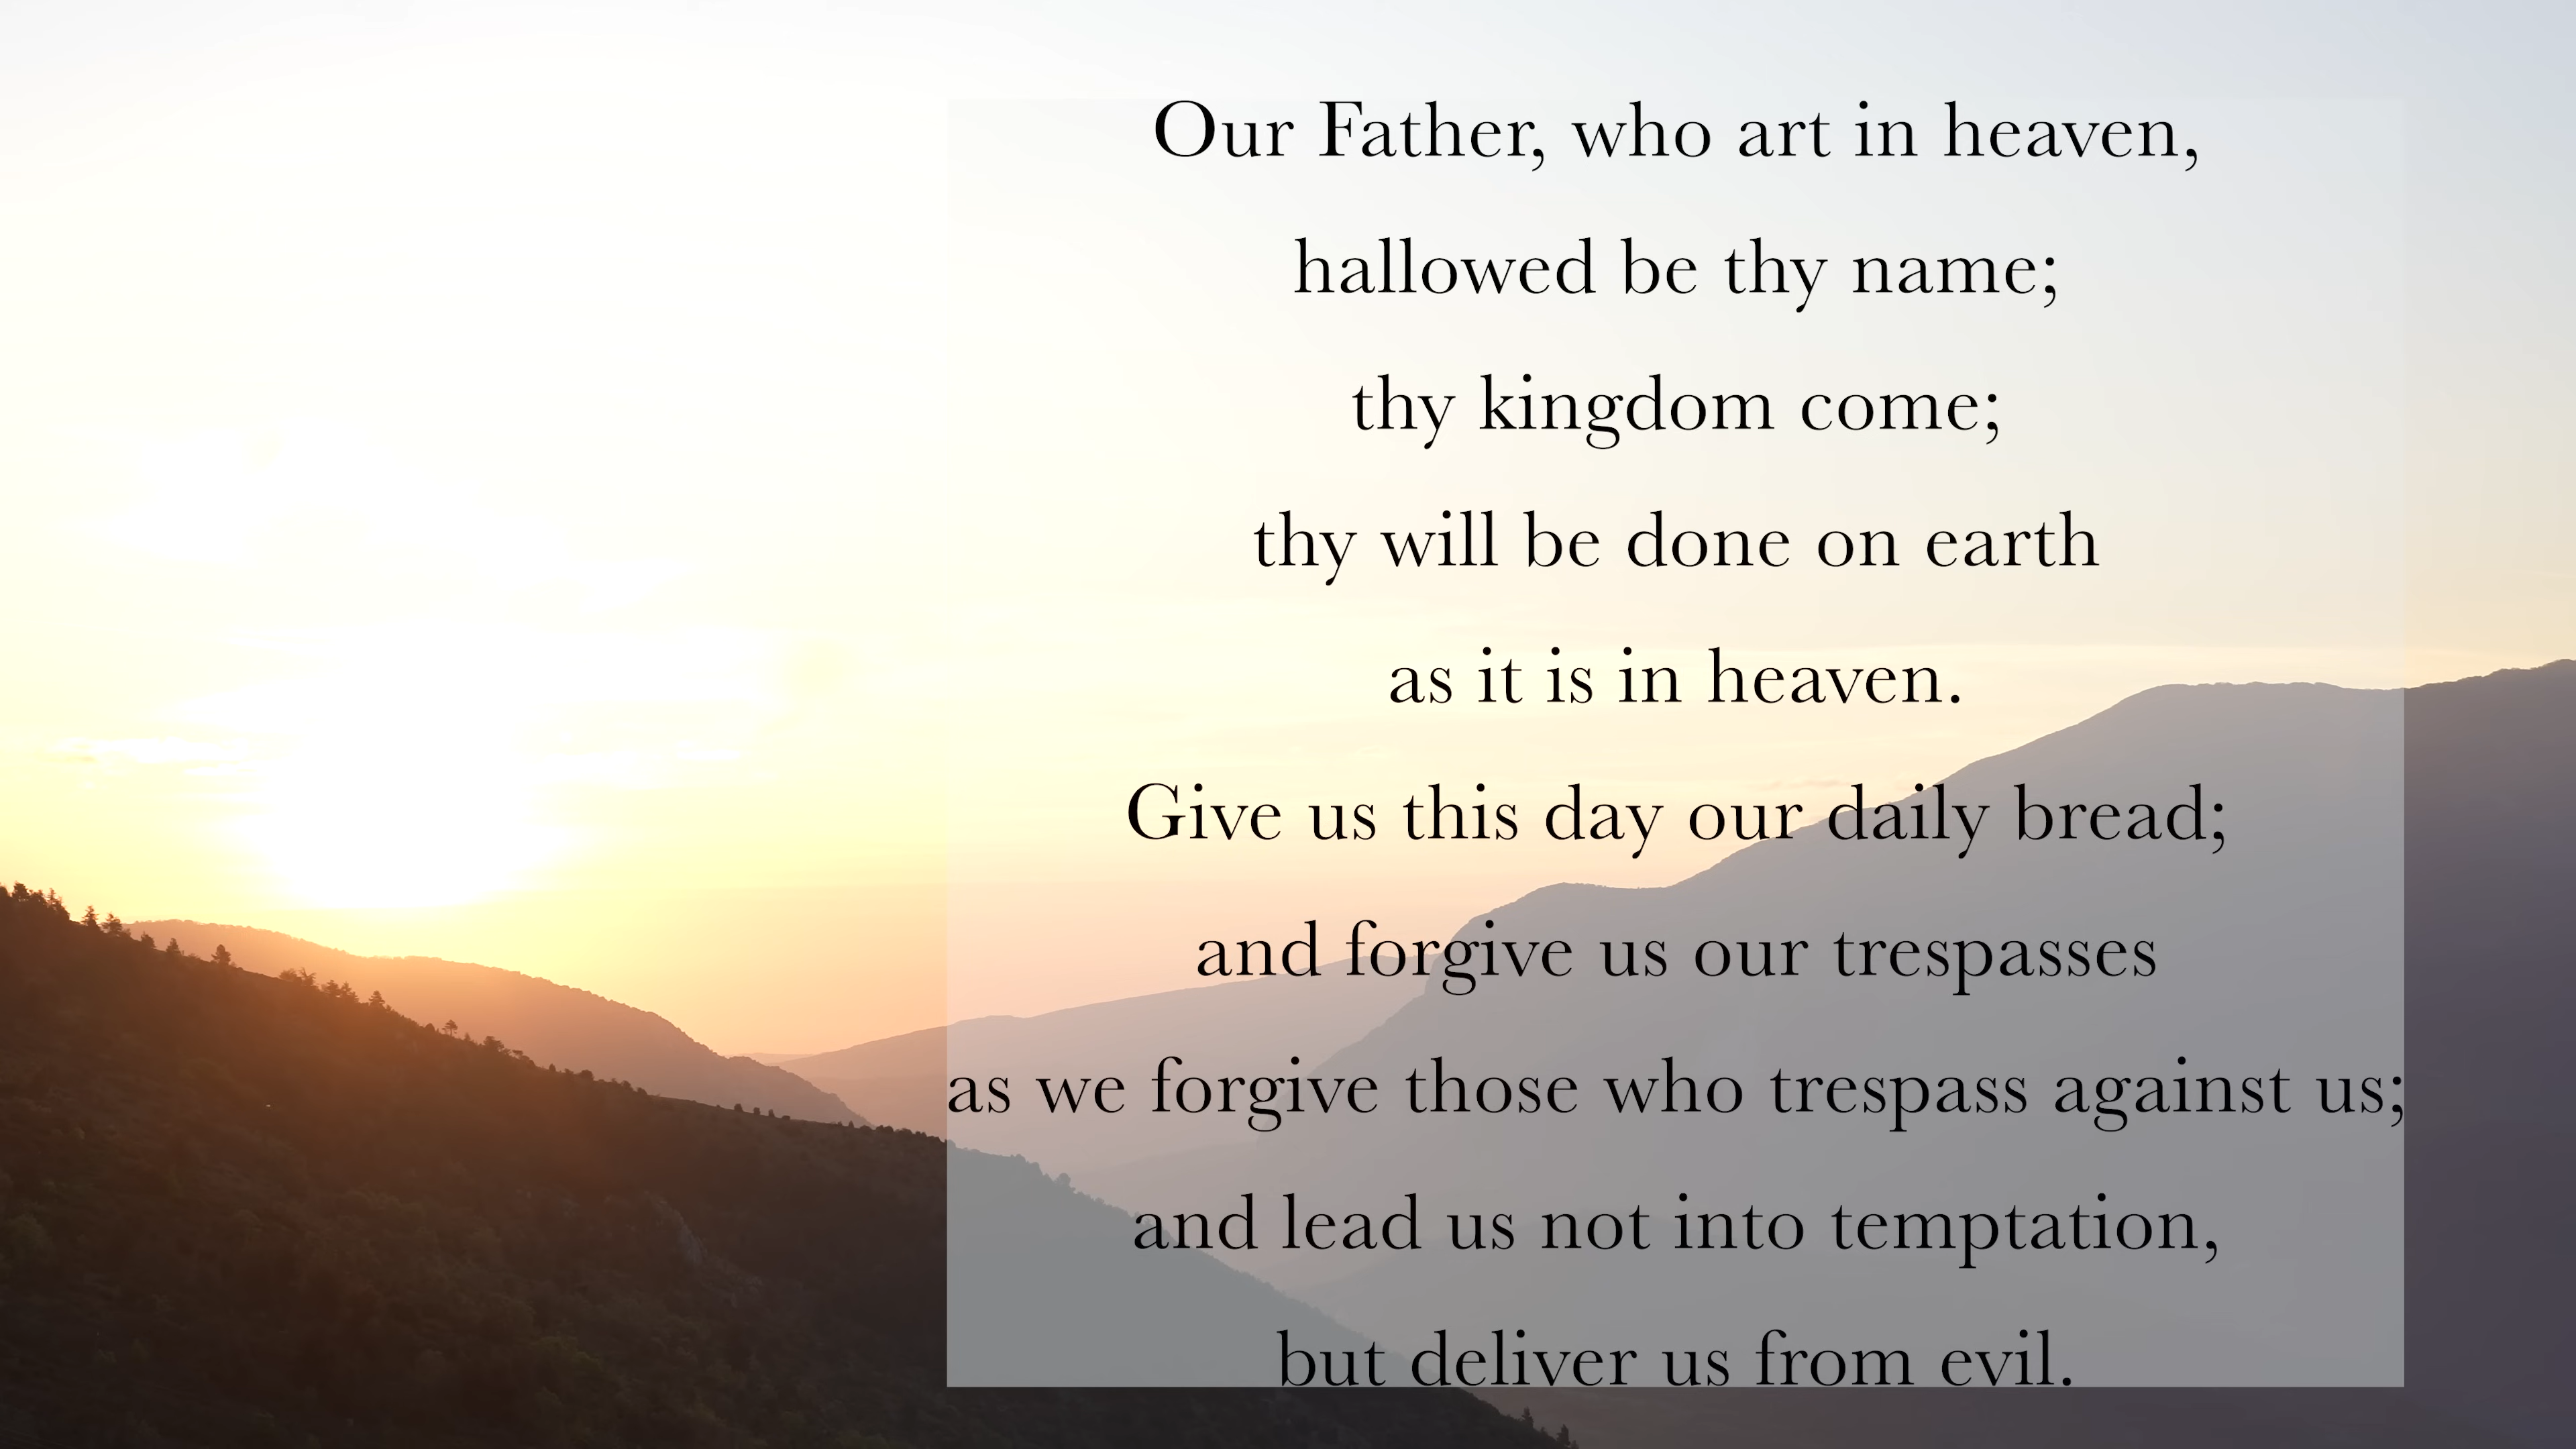 Our Father, who art in heaven,
hallowed be thy name;
thy kingdom come;
thy will be done on earth
as it is in heaven.
Give us this day our daily bread;
and forgive us our trespasses
as we forgive those who trespass against us;
and lead us not into temptation,
but deliver us from evil.